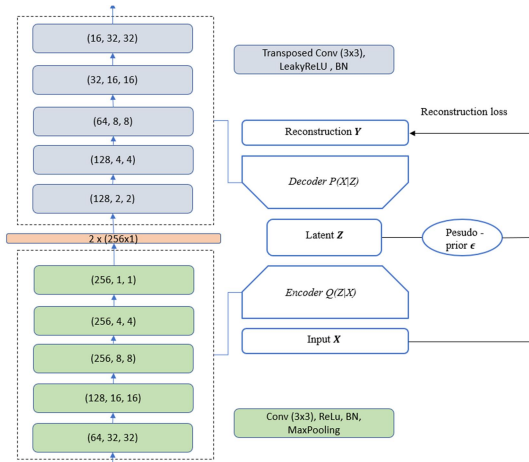 (16, 32, 32)
(32, 16, 16)
(64, 8, 8)
(128, 4, 4)
(128, 2, 2)
2 x (256x1)
(256, 1, 1)
(256, 4, 4)
(256, 8, 8)
(128, 16, 16)
(64, 32, 32)
Transposed Conv (3x3),
LeakyReLU , BN
Reconstruction loss
Reconstruction Y
Decoder P(X|Z)
Latent Z
Pesudo -
prior ϵ
Encoder Q(Z|X)
Input X
Conv (3x3), ReLu, BN,
MaxPooling